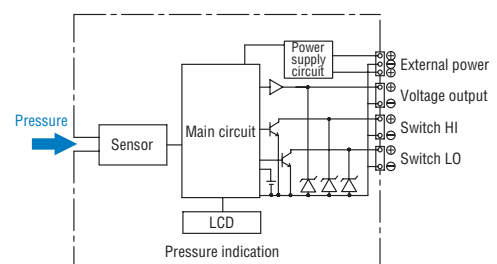 Power
supply
circuit
⊕
⊖
⊕
External power
⊕
Voltage output
⊖
Pressure
Sensor
Main circuit
⊕
Switch HI
⊖
⊕
Switch LO
⊖
LCD
Pressure indication